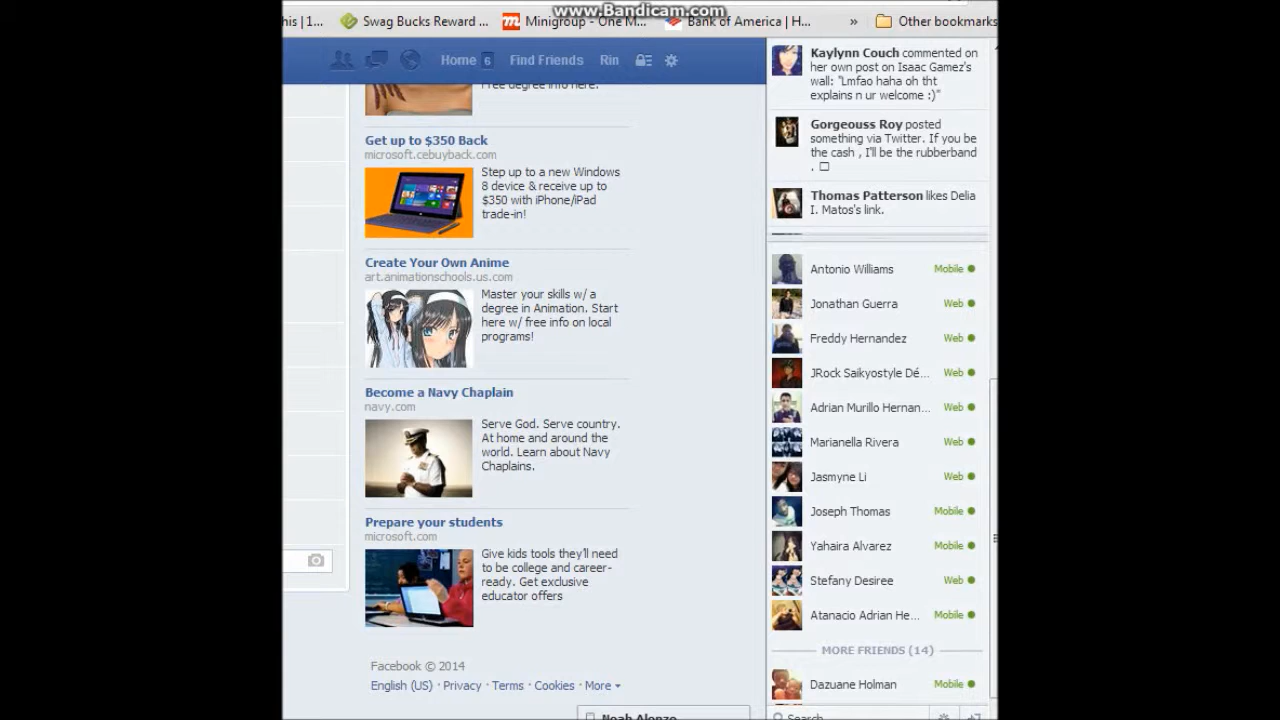 www.Bandicam.com
his | 1...
Swag Bucks Reward ...
Minigroup - One M...
Bank of America | H...
»
Other bookmarks
Home 6
Find Friends
Rin
Free degree info here.
Get up to $350 Back
microsoft.cebuyback.com
Step up to a new Windows
8 device & receive up to
$350 with iPhone/iPad
trade-in!
Create Your Own Anime
art.animationschools.us.com
Master your skills w/ a
degree in Animation. Start
here w/ free info on local
programs!
Become a Navy Chaplain
navy.com
Serve God. Serve country.
At home and around the
world. Learn about Navy
Chaplains.
Prepare your students
microsoft.com
Give kids tools they'll need
to be college and career-
ready. Get exclusive
educator offers
Facebook © 2014
English (US) · Privacy · Terms · Cookies · More
Noah Alonzo
Kaylynn Couch commented on
her own post on Isaac Gamez's
wall: "Lmfao haha oh tht
explains n ur welcome :)"
Gorgeouss Roy posted
something via Twitter. If you be
the cash , I'll be the rubberband
.
Thomas Patterson likes Delia
I. Matos's link.
Antonio Williams Mobile
Jonathan Guerra Web
Freddy Hernandez Web
JRock Saikyostyle Dé... Web
Adrian Murillo Hernan... Web
Marianella Rivera Web
Jasmyne Li Web
Joseph Thomas Mobile
Yahaira Alvarez Mobile
Stefany Desiree Web
Atanacio Adrian He... Mobile
MORE FRIENDS (14)
Dazuane Holman Mobile
Search